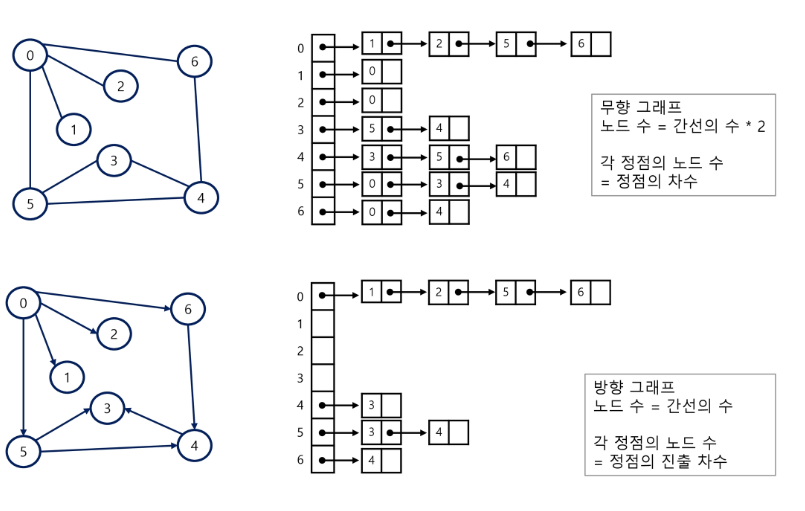 0
6
2
1
3
5
4
0 1 2 5 6
1 0
2 0
3 5 4
4 3 5 6
5 0 3 4
6 0 4
무향 그래프
노드 수 = 간선의 수 * 2
각 정점의 노드 수
= 정점의 차수
0
6
2
1
3
5
4
0 1 2 5 6
1
2
3
4 3
5 3 4
6 4
방향 그래프
노드 수 = 간선의 수
각 정점의 노드 수
= 정점의 진출 차수